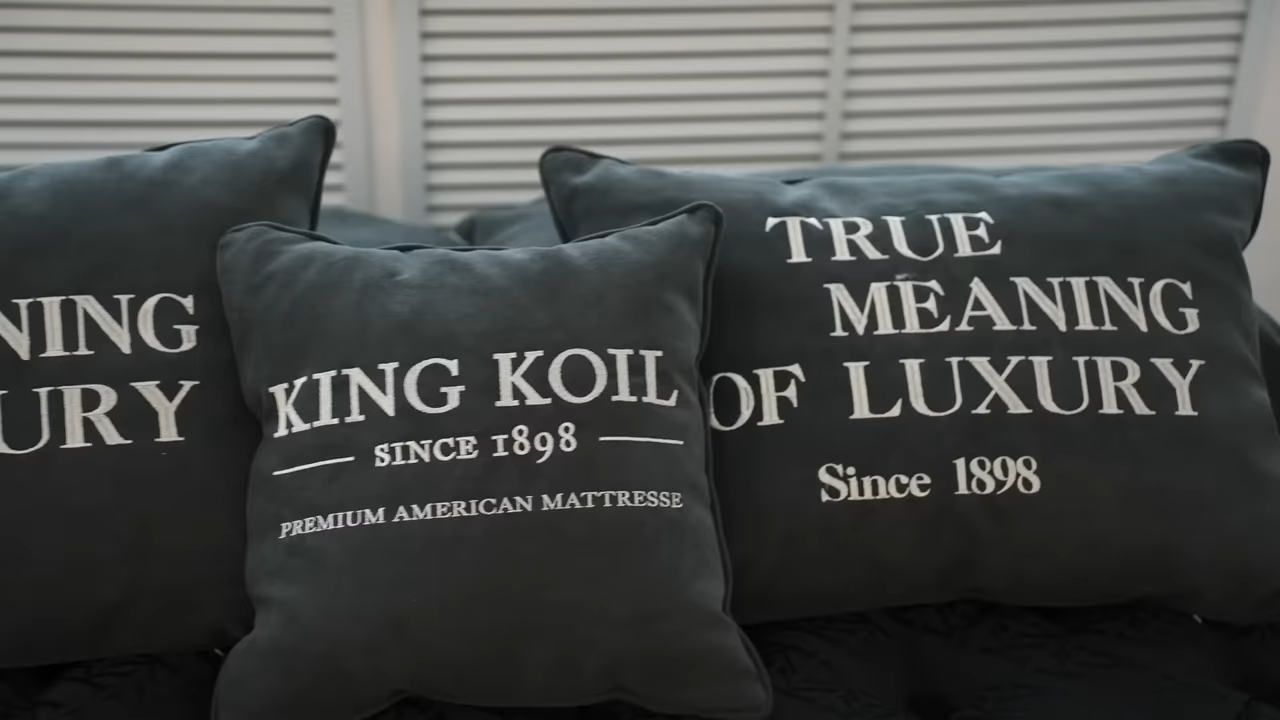 NING
URY
KING KOIL
SINCE 1898
PREMIUM AMERICAN MATTRESSE
TRUE
MEANING
OF LUXURY
Since 1898